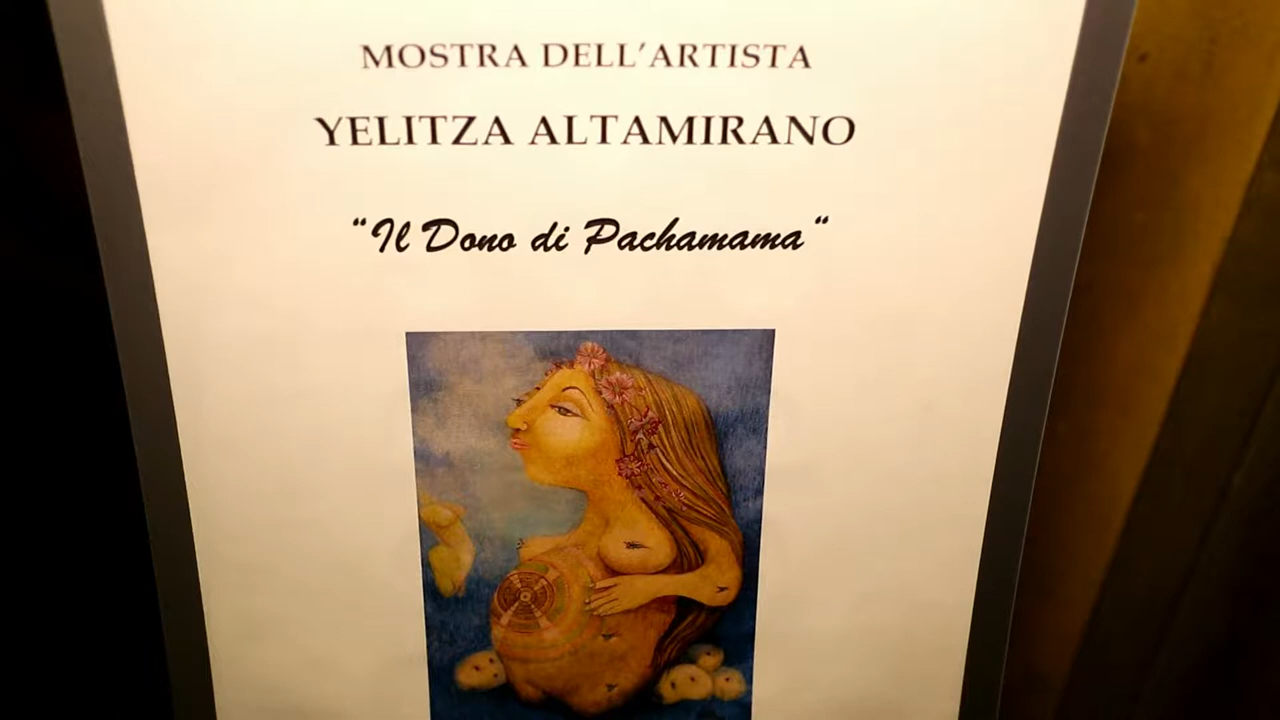 MOSTRA DELL'ARTISTA
YELITZA ALTAMIRANO
“Il Dono di Pachamama“